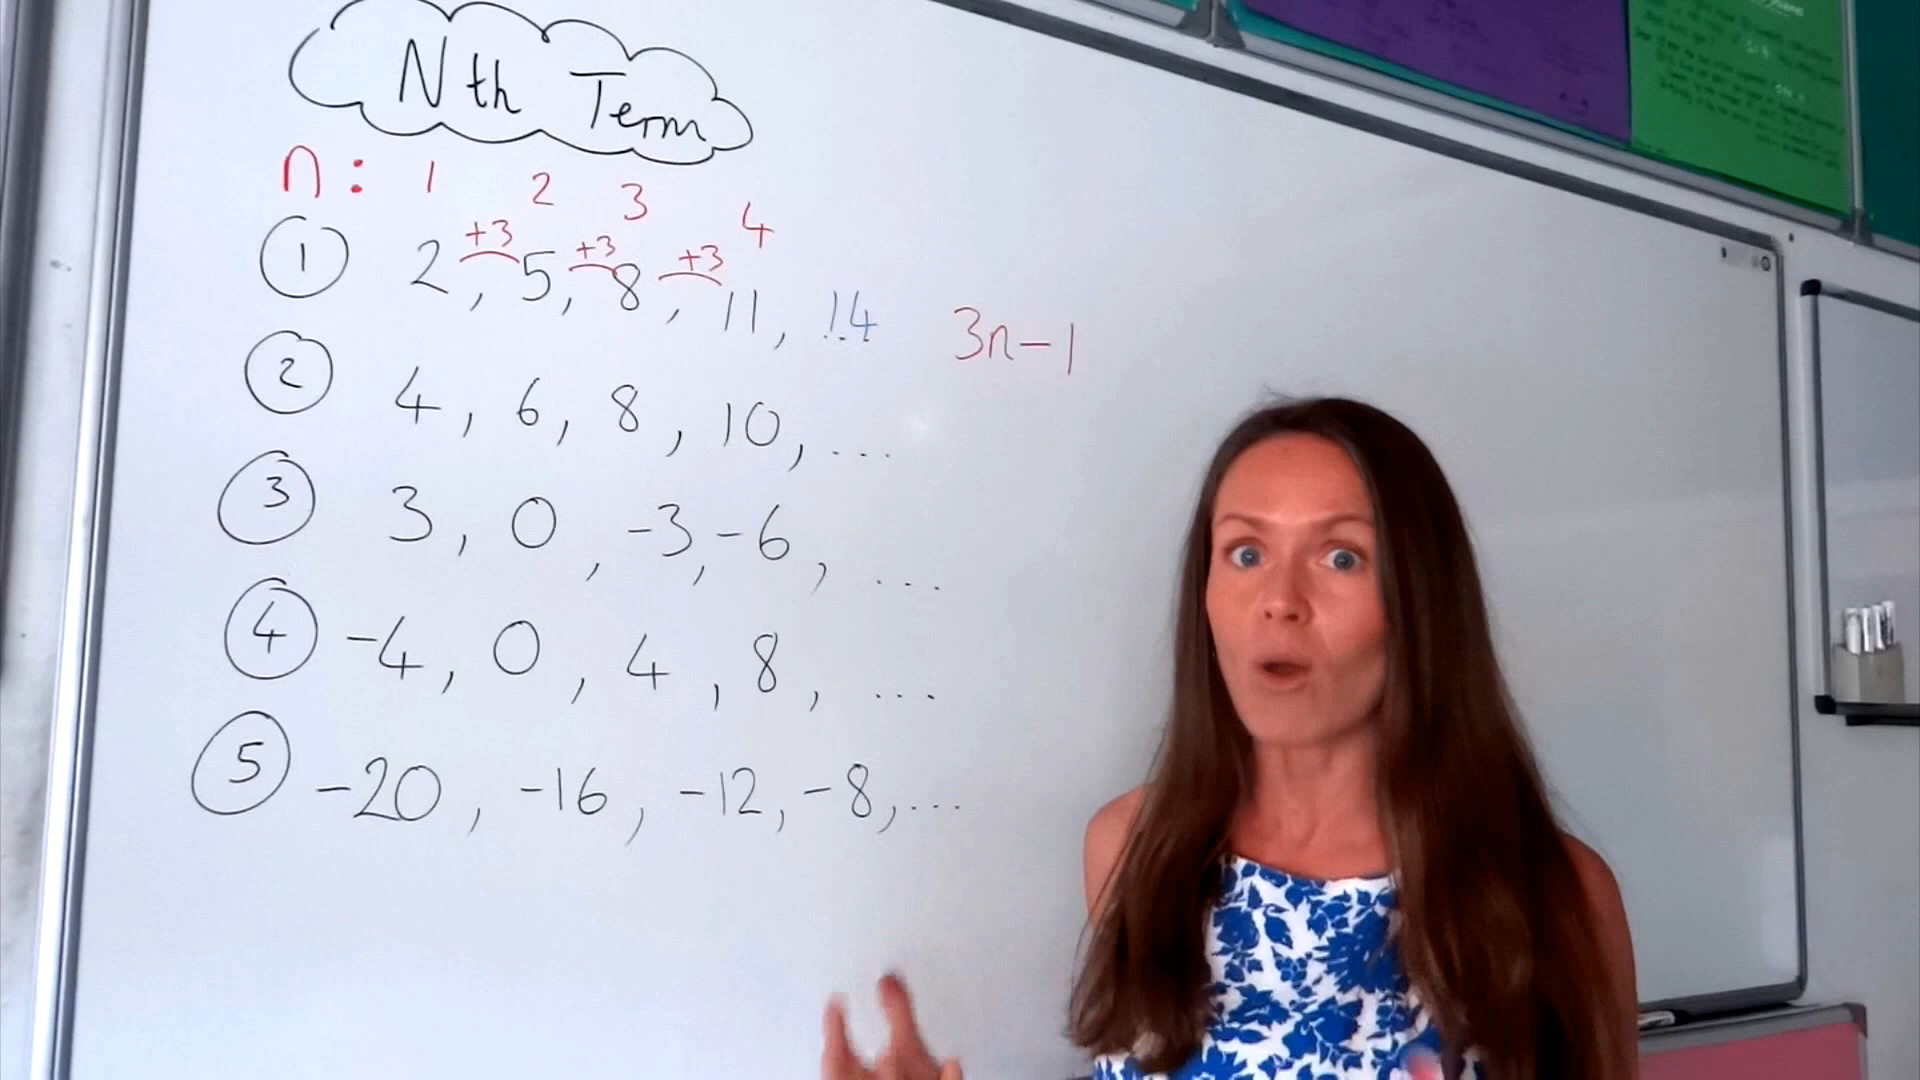 Nth Term
n: 1 2 3 4
+3 +3 +3
1 2, 5, 8, 11, 14 3n-1
2 4, 6, 8, 10, ...
3 3, 0, -3, -6, ...
4 -4, 0, 4, 8, ...
5 -20, -16, -12, -8, ...